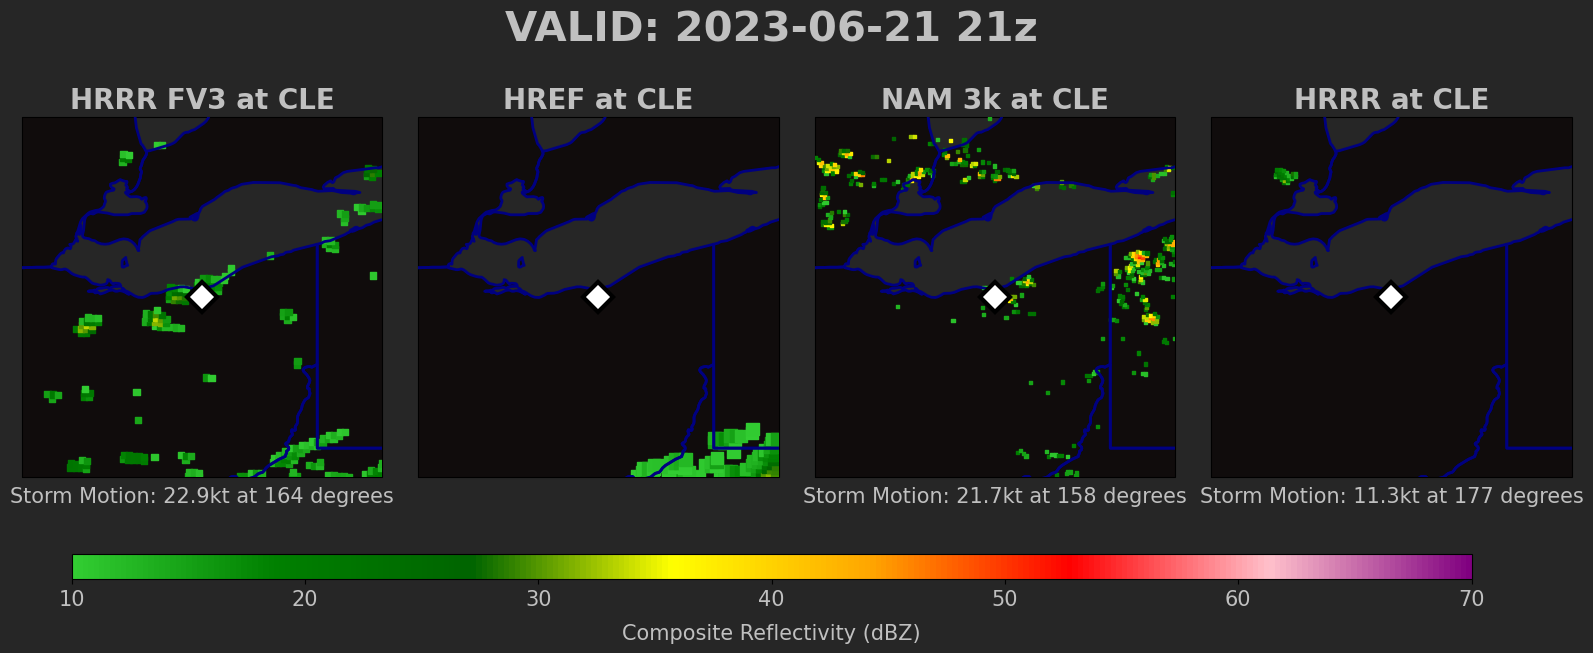 VALID: 2023-06-21 21z
HRRR FV3 at CLE
HREF at CLE
NAM 3k at CLE
HRRR at CLE
Storm Motion: 22.9kt at 164 degrees
Storm Motion: 21.7kt at 158 degrees
Storm Motion: 11.3kt at 177 degrees
10 20 30 40 50 60 70
Composite Reflectivity (dBZ)